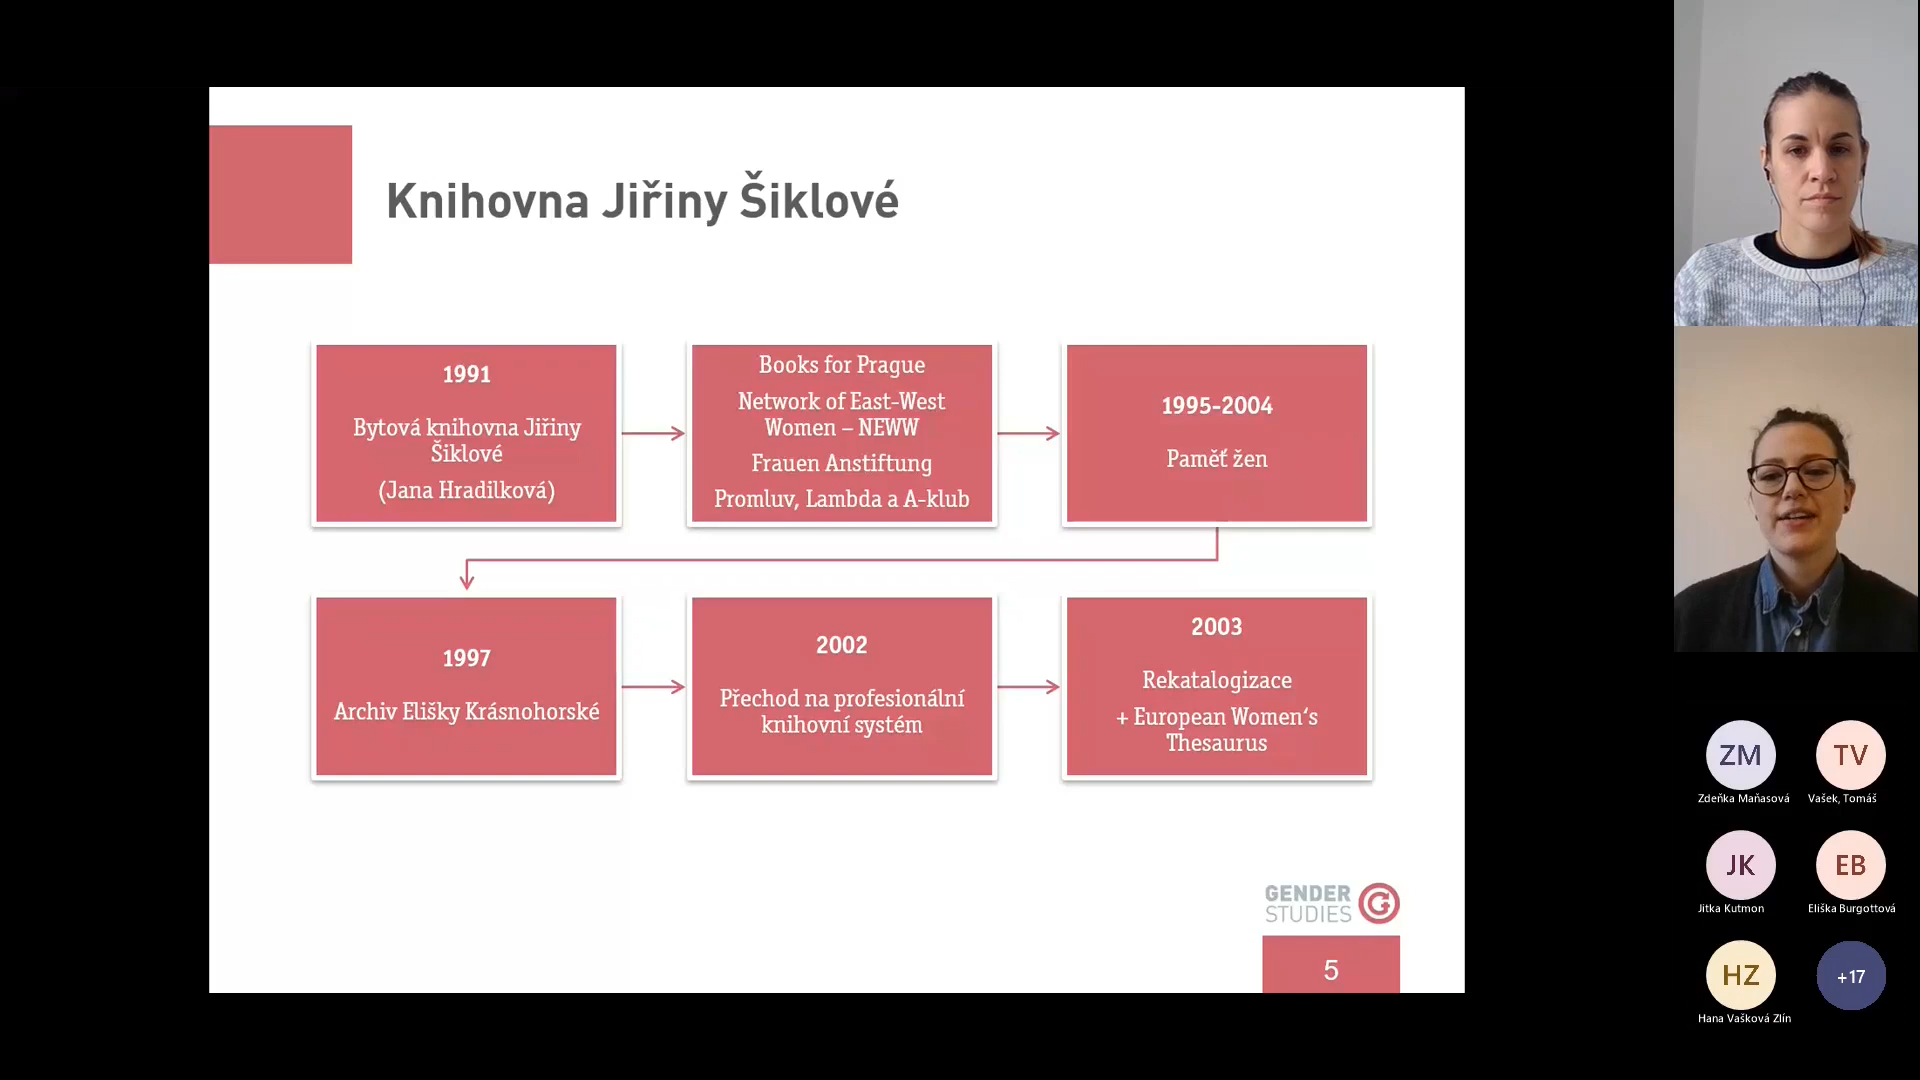 Knihovna Jiřiny Šiklové
1991
Bytová knihovna Jiřiny
Šiklové
(Jana Hradilková)
Books for Prague
Network of East-West
Women – NEWW
Frauen Anstiftung
Promluv, Lambda a A-klub
1995-2004
Paměť žen
1997
Archiv Elišky Krásnohorské
2002
Přechod na profesionální
knihovní systém
2003
Rekatalogizace
+ European Women‘s
Thesaurus
GENDER
STUDIES
5
ZM
Zdeňka Maňasová
TV
Vašek, Tomáš
JK
Jitka Kutmon
EB
Eliška Burgottová
HZ
Hana Vašková Zlín
+17